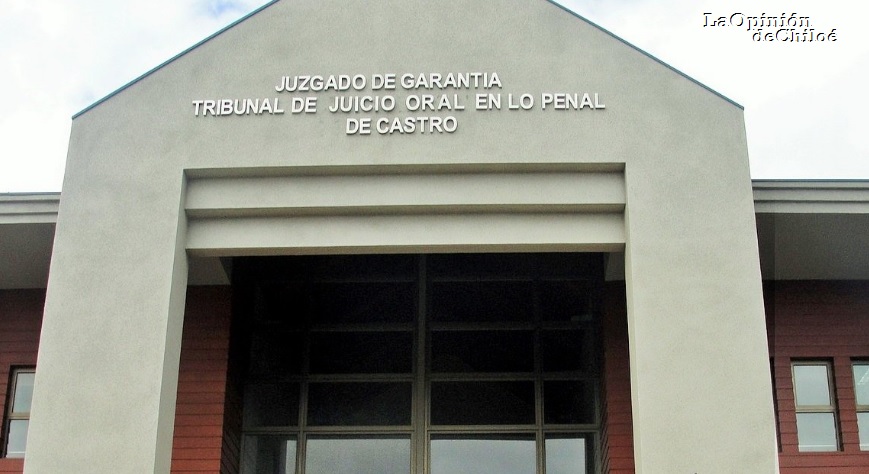 LaOpinión
deChiloé
JUZGADO DE GARANTIA
TRIBUNAL DE JUICIO ORAL EN LO PENAL
DE CASTRO